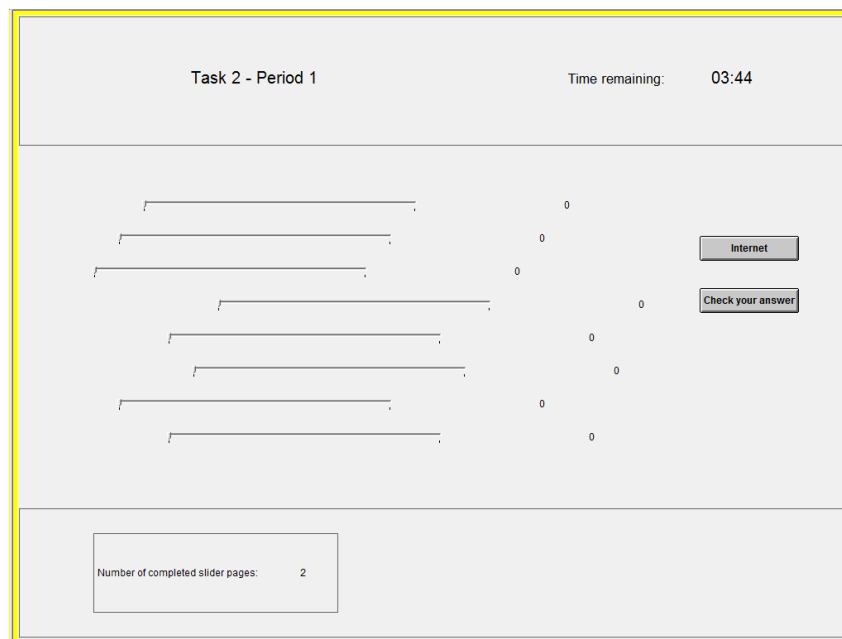 Task 2 - Period 1
Time remaining: 03:44
0
0
Internet
0
Check your answer
0
0
0
0
0
Number of completed slider pages: 2